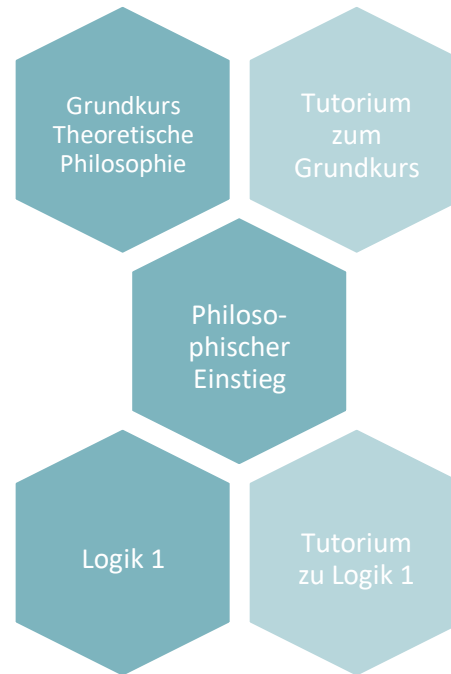 Grundkurs
Theoretische
Philosophie
Tutorium
zum
Grundkurs
Philoso-
phischer
Einstieg
Logik 1
Tutorium
zu Logik 1